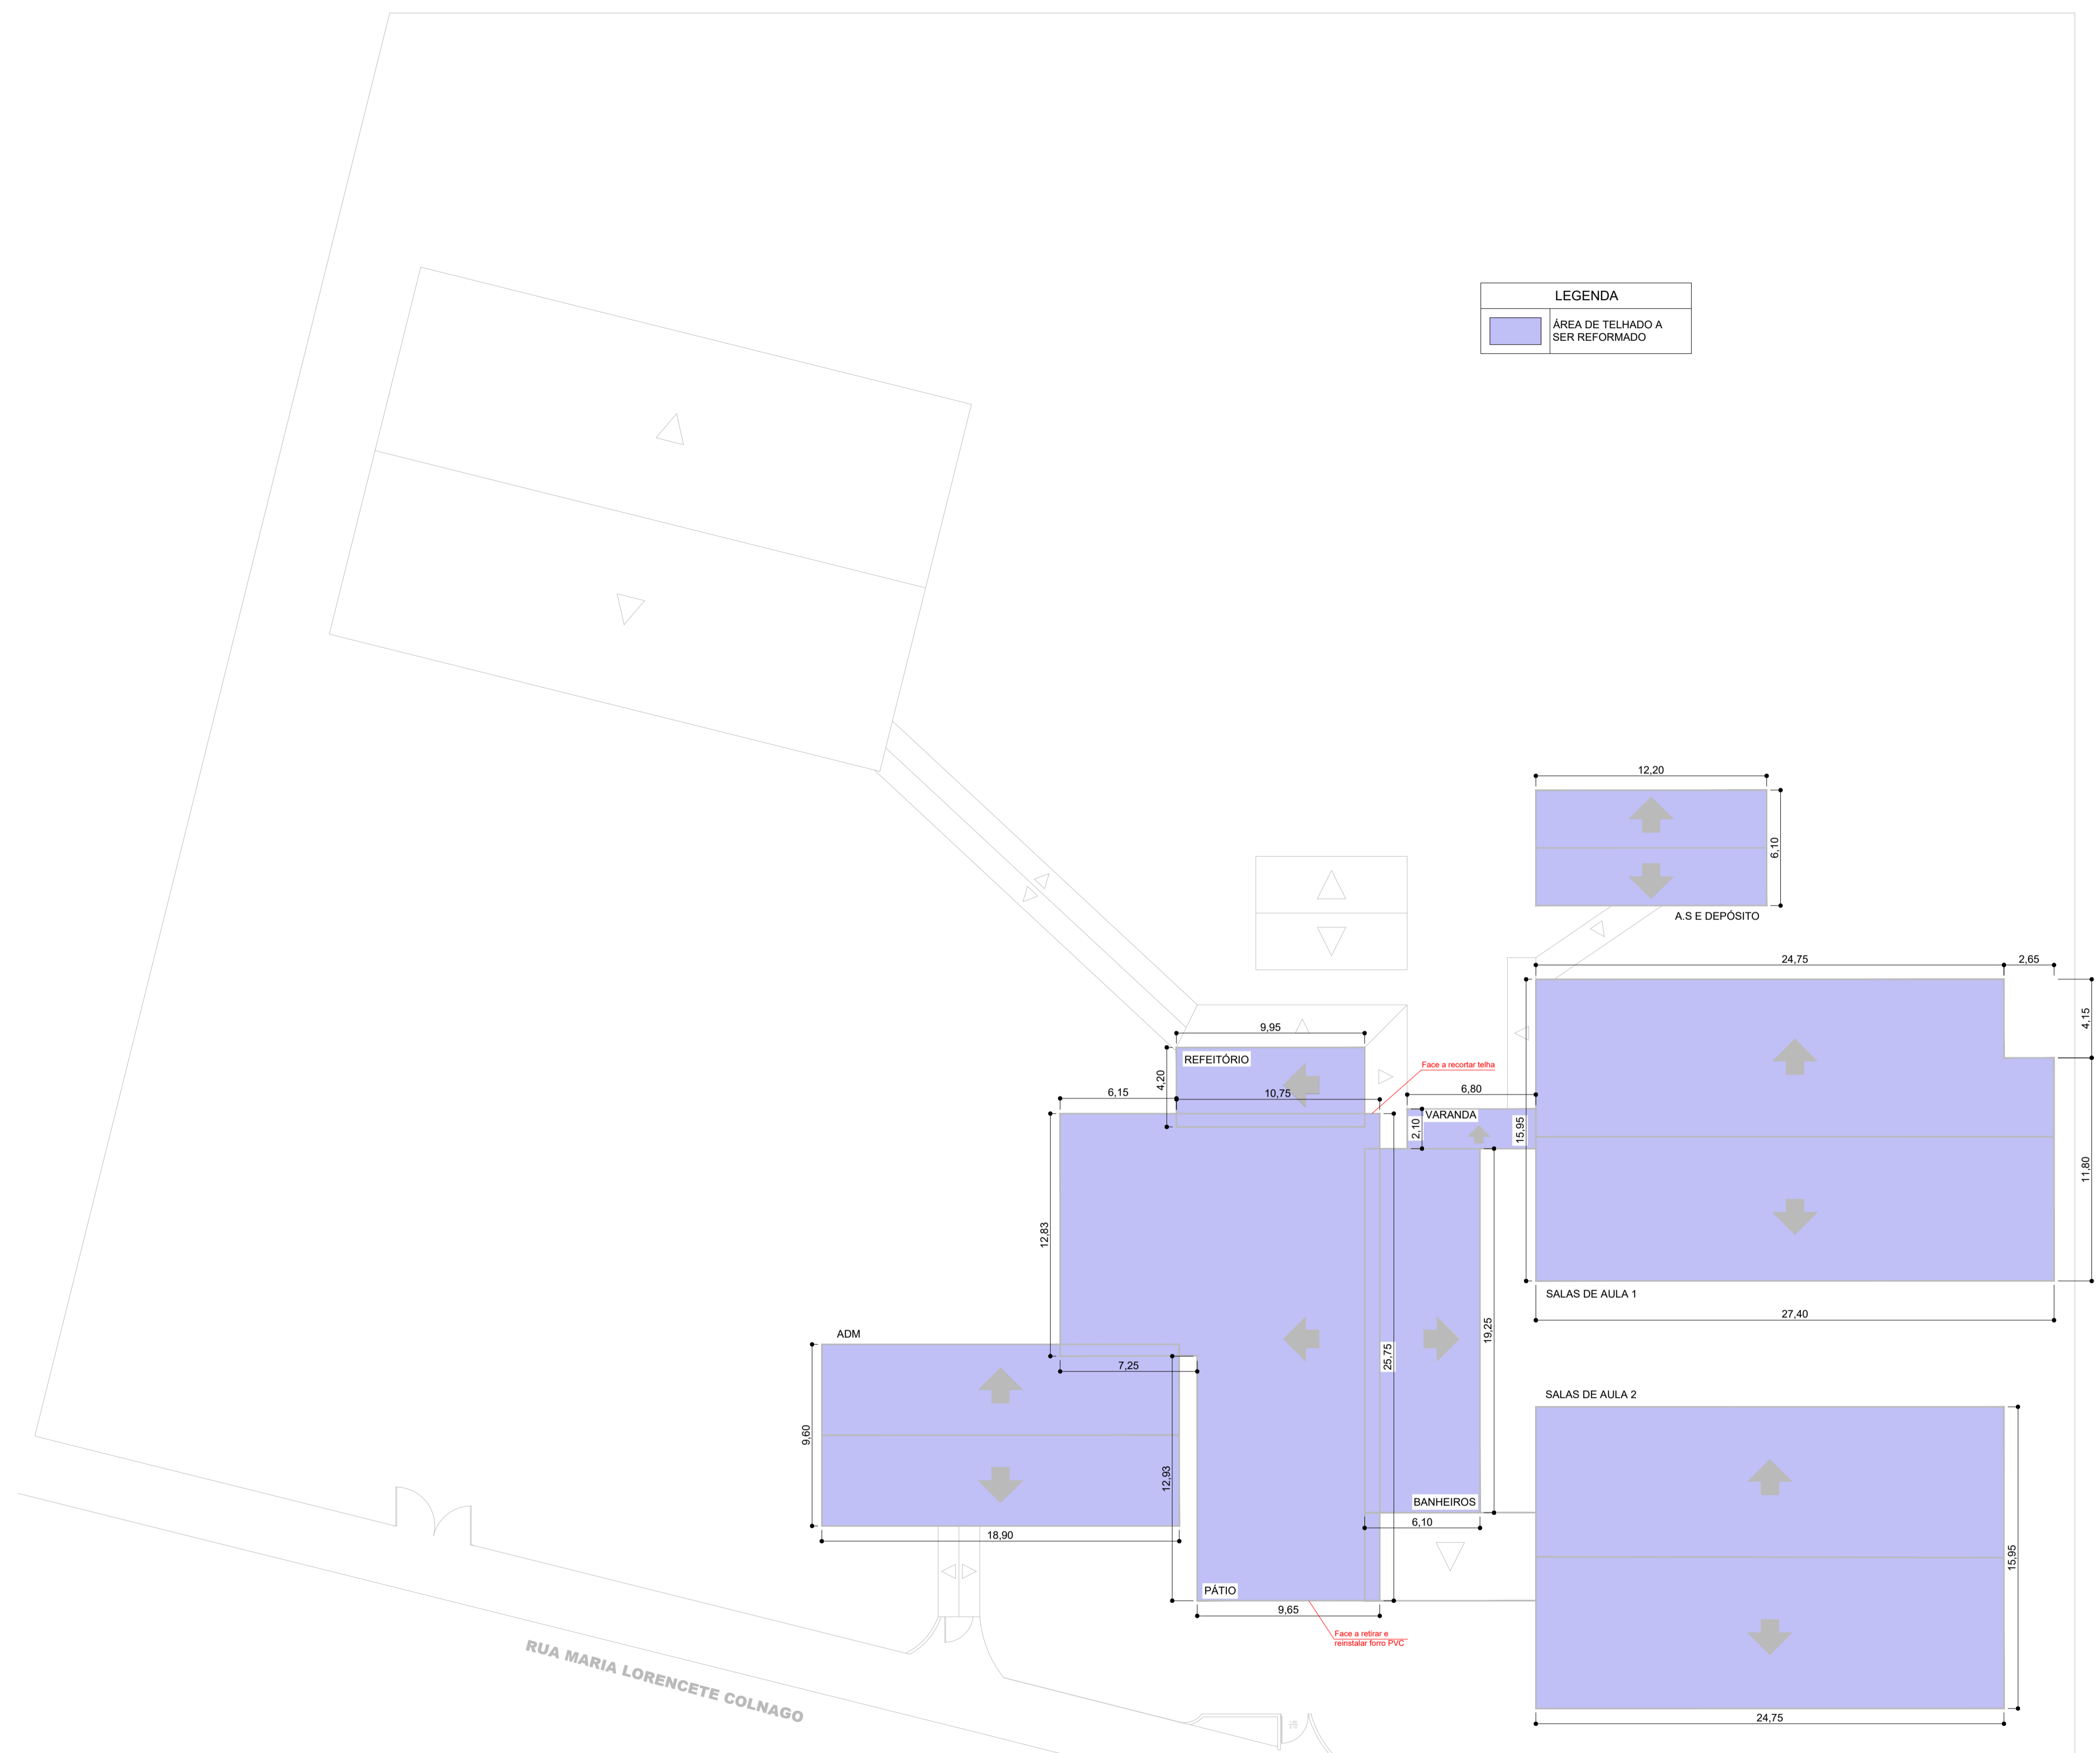 LEGENDA
ÁREA DE TELHADO A
SER REFORMADO
12,20
6,10
A.S E DEPÓSITO
24,75
2,65
4,15
9,95
REFEITÓRIO
4,20
Face a recortar telha
6,15
10,75
6,80
VARANDA
2,10
15,95
11,80
12,83
19,25
25,75
SALAS DE AULA 1
27,40
ADM
7,25
SALAS DE AULA 2
9,60
12,93
BANHEIROS
6,10
18,90
15,95
PÁTIO
9,65
Face a retirar e
reinstalar forro PVC
RUA MARIA LORENCETE COLNAGO
24,75